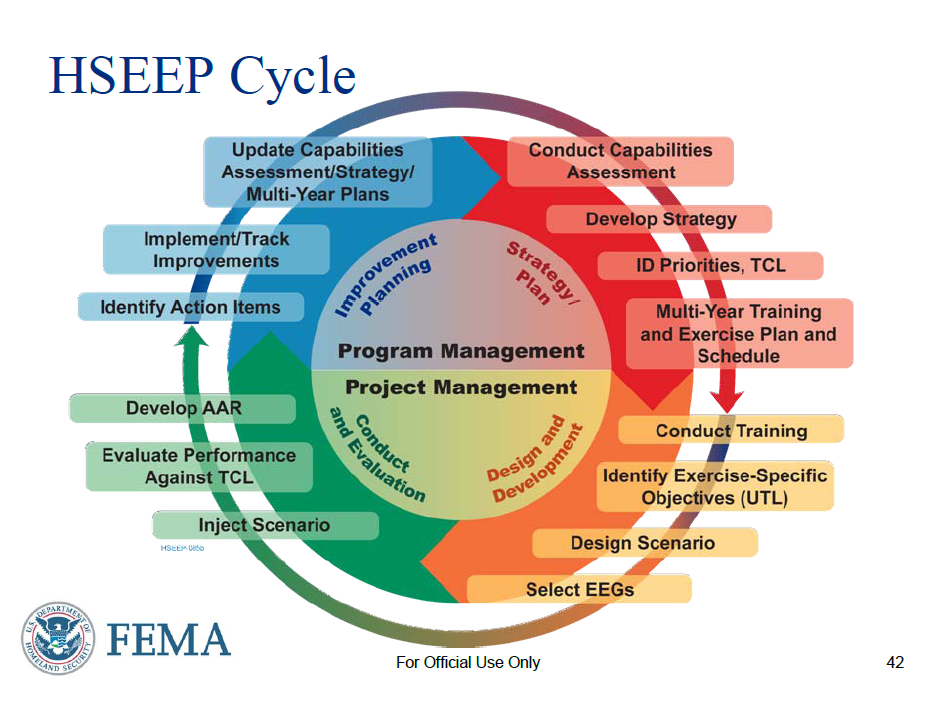 HSEEP Cycle
Update Capabilities
Assessment/Strategy/
Multi-Year Plans
Conduct Capabilities
Assessment
Develop Strategy
Implement/Track
Improvements
ID Priorities, TCL
Identify Action Items
Multi-Year Training
and Exercise Plan and
Schedule
Improvement
Planning
Strategy/
Plan
Program Management
Project Management
Conduct
and Evaluation
Design and
Development
Develop AAR
Conduct Training
Evaluate Performance
Against TCL
Identify Exercise-Specific
Objectives (UTL)
Inject Scenario
Design Scenario
HSEEP-085b
Select EEGs
U.S. DEPARTMENT OF
HOMELAND SECURITY
FEMA
For Official Use Only
42